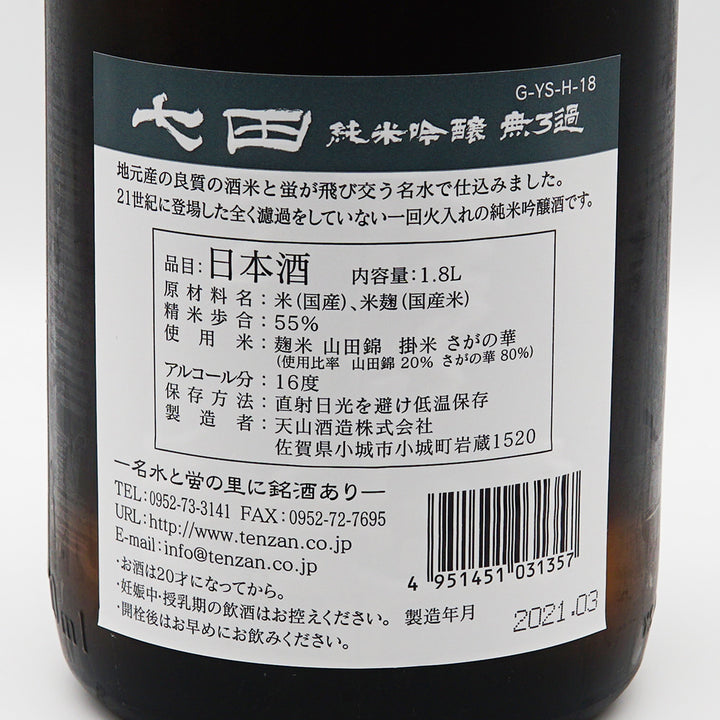 G-YS-H-18
七田 純米吟醸 無ろ過
地元産の良質の酒米と蛍が飛び交う名水で仕込みました。
21世紀に登場した全く濾過をしていない一回火入れの純米吟醸酒です。
品目:日本酒 内容量:1.8L
原材料名:米(国産)、米麹(国産米)
精米歩合:55%
使用米:麹米 山田錦 掛米 さがの華
(使用比率 山田錦 20% さがの華 80%)
アルコール分:16度
保存方法:直射日光を避け低温保存
製造者:天山酒造株式会社
佐賀県小城市小城町岩蔵1520
―名水と蛍の里に銘酒あり―
TEL:0952-73-3141 FAX:0952-72-7695
URL:http://www.tenzan.co.jp
E-mail:info@tenzan.co.jp
・お酒は20才になってから。
・妊娠中・授乳期の飲酒はお控えください。
・開栓後はお早めにお飲みください。
4 951451 031357
製造年月 2021.03